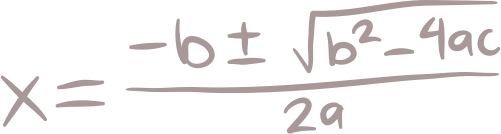 x = (-b ± √(b² - 4ac)) / 2a